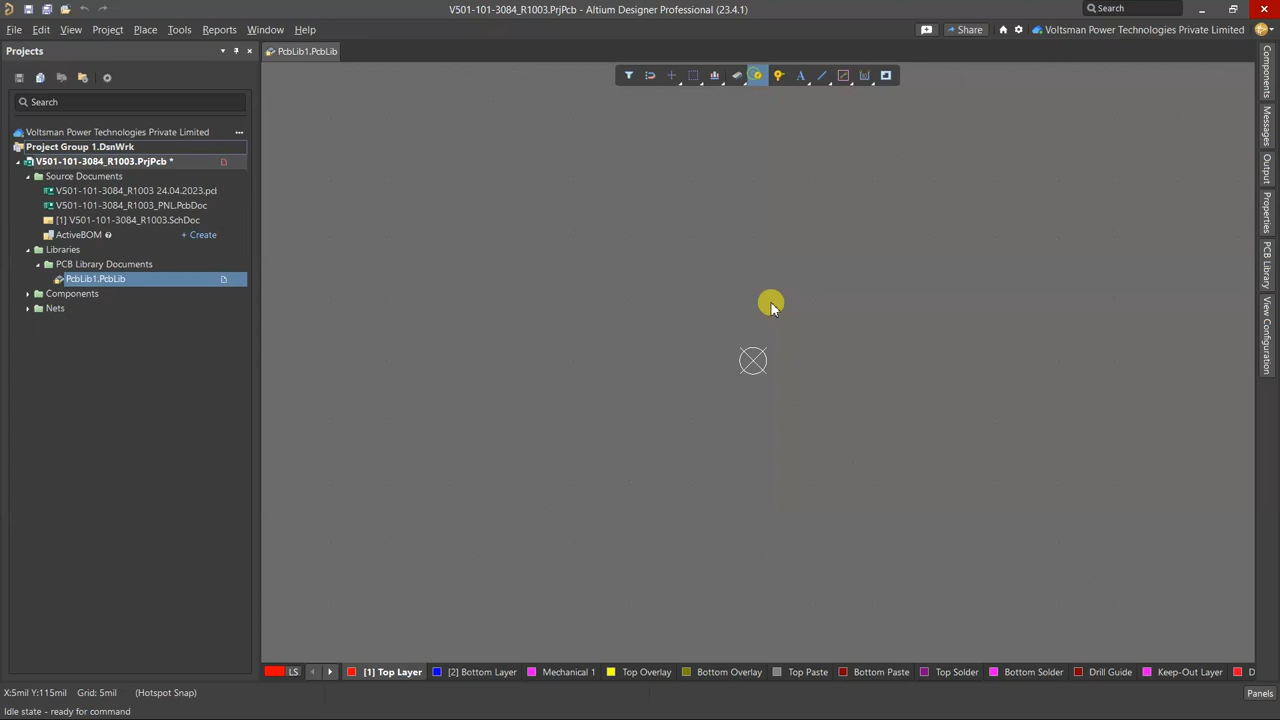 V501-101-3084_R1003.PrjPcb - Altium Designer Professional (23.4.1)
Search
File Edit View Project Place Tools Reports Window Help
Share
Voltsman Power Technologies Private Limited
Projects
PcbLib1.PcbLib
Search
Voltsman Power Technologies Private Limited
Project Group 1.DsnWrk
V501-101-3084_R1003.PrjPcb *
Source Documents
V501-101-3084_R1003 24.04.2023.pcl
V501-101-3084_R1003_PNL.PcbDoc
[1] V501-101-3084_R1003.SchDoc
ActiveBOM + Create
Libraries
PCB Library Documents
PcbLib1.PcbLib
Components
Nets
Components
Messages
Output
Properties
PCB Library
View Configuration
LS [1] Top Layer [2] Bottom Layer Mechanical 1 Top Overlay Bottom Overlay Top Paste Bottom Paste Top Solder Bottom Solder Drill Guide Keep-Out Layer D
X:5mil Y:115mil Grid: 5mil (Hotspot Snap)
Panels
Idle state - ready for command